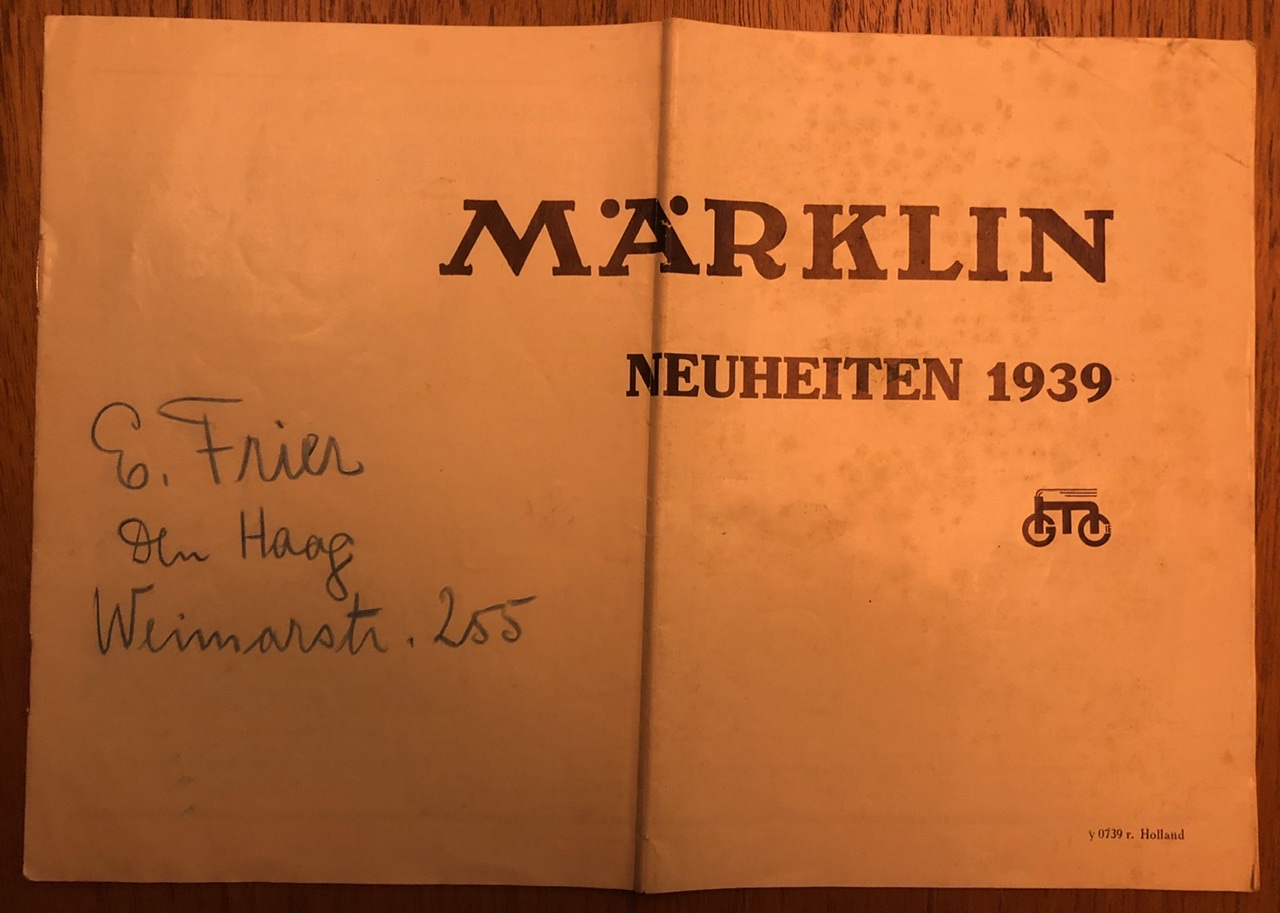 MÄRKLIN
NEUHEITEN 1939
E. Frier
Den Haag
Weimarstr. 255
y 0739 r. Holland